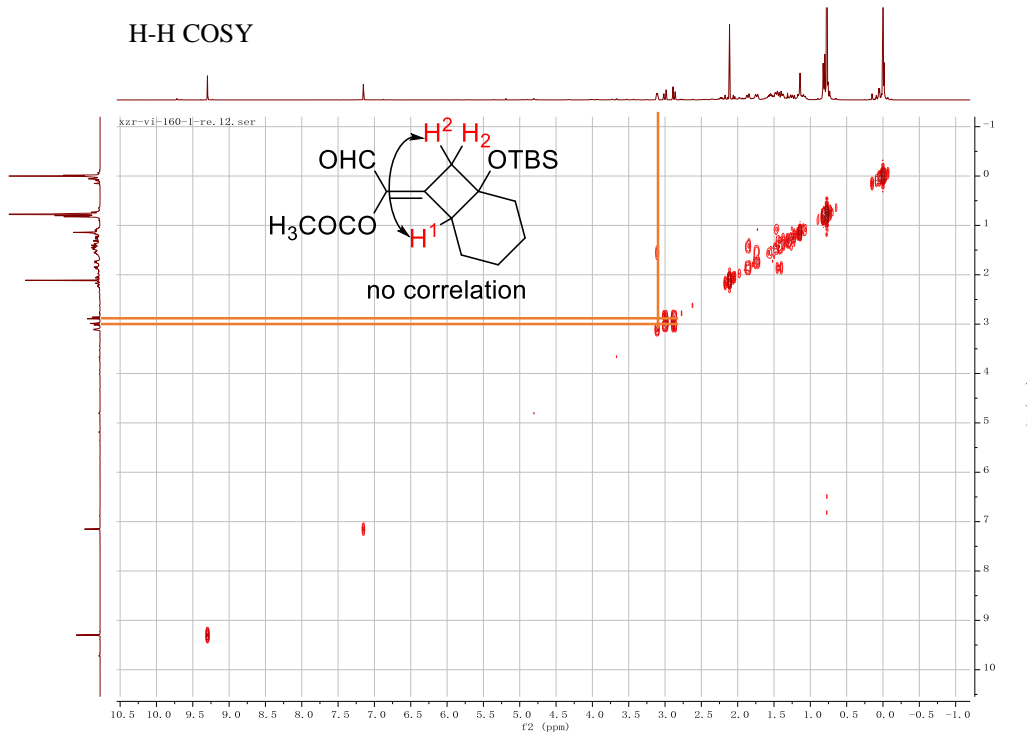 H-H COSY
xzr-vi-160-1-re.12.ser
H² H₂
OHC OTBS
H₃COCO
H¹
no correlation
-1
0
1
2
3
4
5
6
7
8
9
10
10.5 10.0 9.5 9.0 8.5 8.0 7.5 7.0 6.5 6.0 5.5 5.0 4.5 4.0 3.5 3.0 2.5 2.0 1.5 1.0 0.5 0.0 -0.5 -1.0
f2 (ppm)